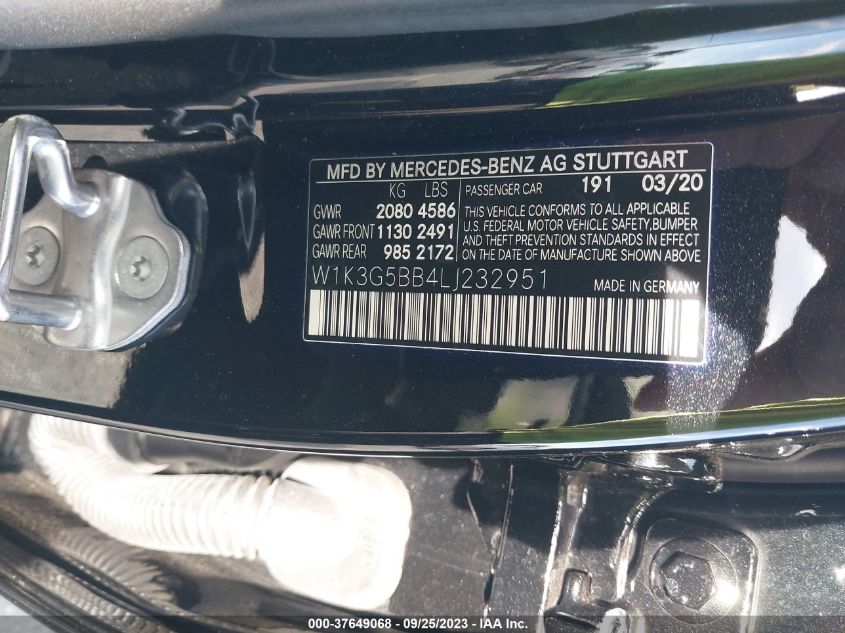 MFD BY MERCEDES-BENZ AG STUTTGART
KG LBS PASSENGER CAR 191 03/20
GVWR 2080 4586 THIS VEHICLE CONFORMS TO ALL APPLICABLE
GAWR FRONT 1130 2491 U.S. FEDERAL MOTOR VEHICLE SAFETY, BUMPER
AND THEFT PREVENTION STANDARDS IN EFFECT
GAWR REAR 985 2172 ON THE DATE OF MANUFACTURE SHOWN ABOVE
W1K3G5BB4LJ232951 MADE IN GERMANY
000-37649068 - 09/25/2023 - WWW.IAAI.COM